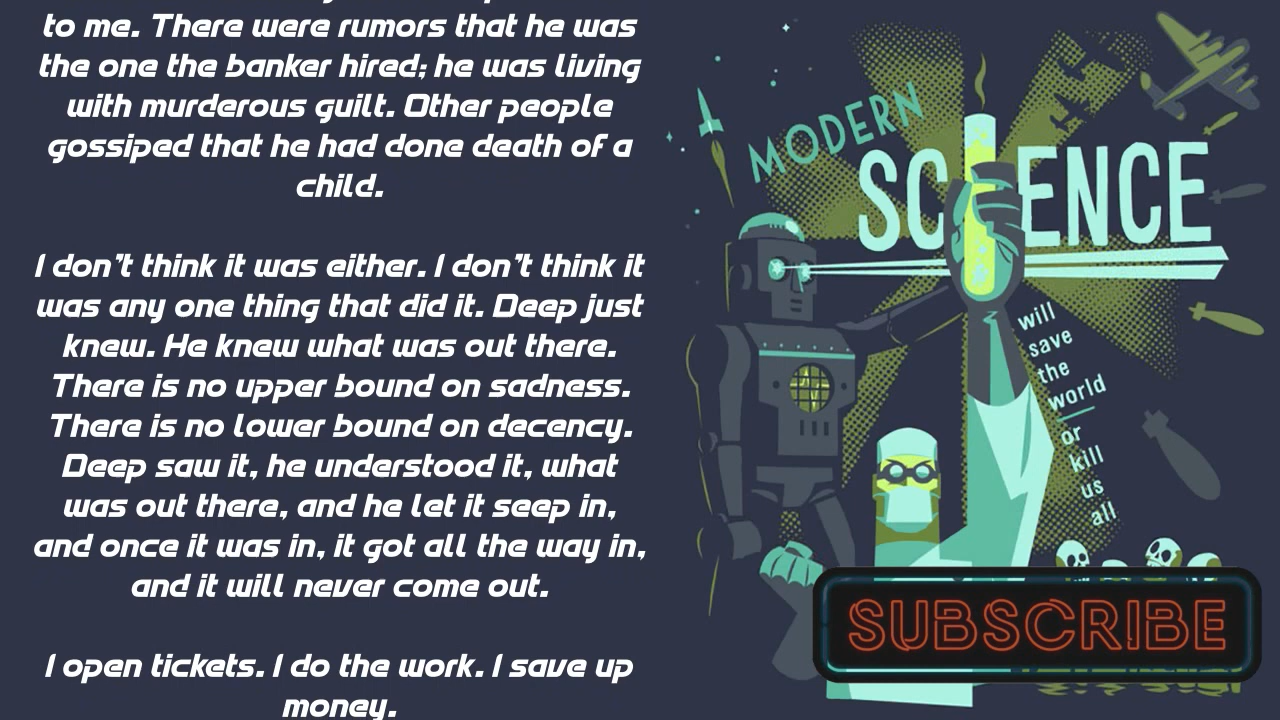 to me. There were rumors that he was
the one the banker hired; he was living
with murderous guilt. Other people
gossiped that he had done death of a
child.
I don't think it was either. I don't think it
was any one thing that did it. Deep just
knew. He knew what was out there.
There is no upper bound on sadness.
There is no lower bound on decency.
Deep saw it, he understood it, what
was out there, and he let it seep in,
and once it was in, it got all the way in,
and it will never come out.
I open tickets. I do the work. I save up
money.
MODERN
SCIENCE
will
save
the
world
or
kill
us
all
SUBSCRIBE